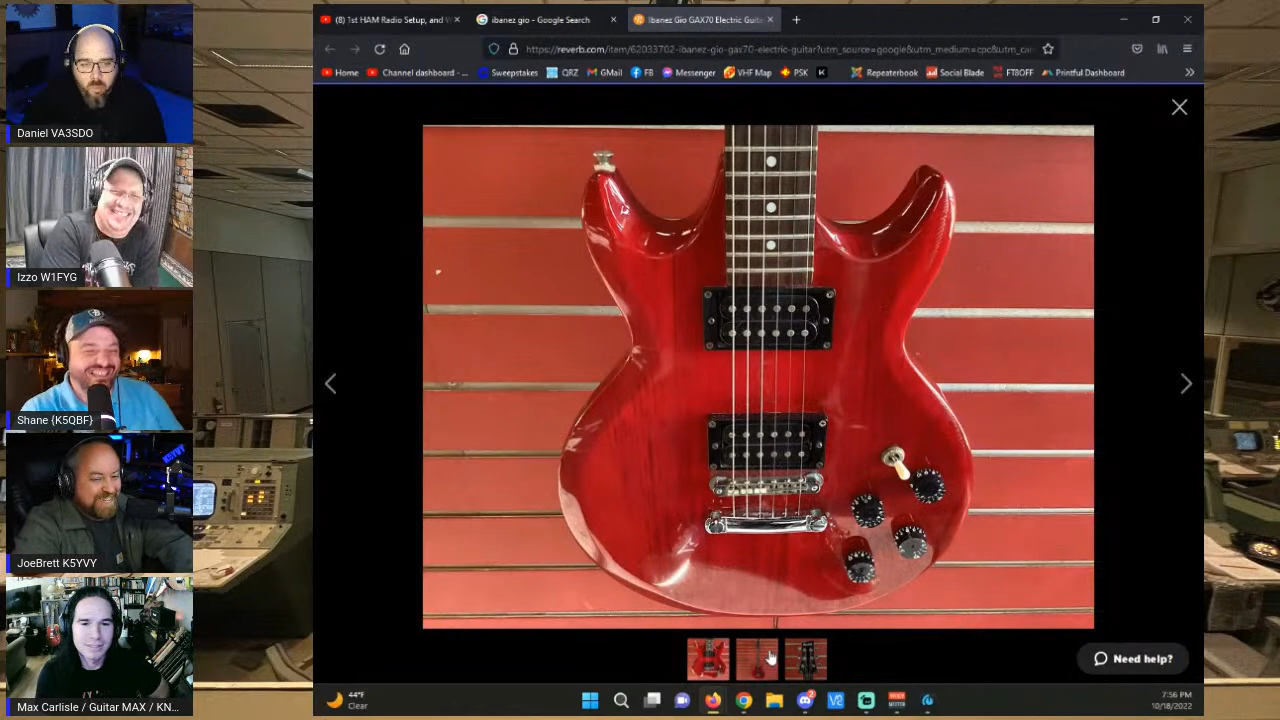 Daniel VA3SDO
Izzo W1FYG
Shane {K5QBF}
JoeBrett K5YVY
Max Carlisle / Guitar MAX / KN...
(8) 1st HAM Radio Setup, and W
ibanez gio - Google Search
Ibanez Gio GAX70 Electric Guita
https://reverb.com/item/62033702-ibanez-gio-gax70-electric-guitar?utm_source=google&utm_medium=cpc&utm_cam
Home
Channel dashboard - ...
Sweepstakes
QRZ
GMail
FB
Messenger
VHF Map
PSK
K
Repeaterbook
Social Blade
FT8OFF
Printful Dashboard
Need help?
44°F
Clear
2
7:56 PM
10/18/2022